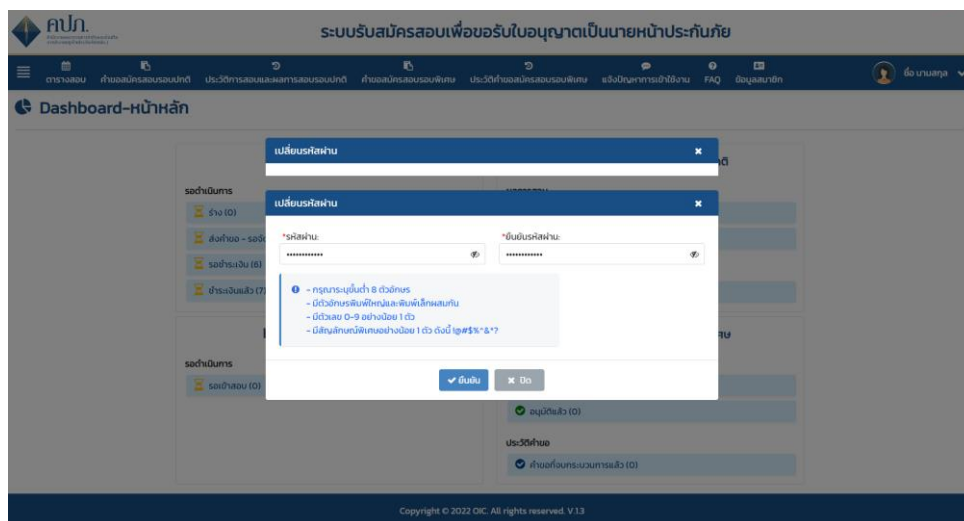 คปภ.
ระบบรับสมัครสอบเพื่อขอรับใบอนุญาตเป็นนายหน้าประกันภัย
ตารางสอบ คำขอสมัครสอบรอบปกติ ประวัติการสอบและผลการสอบรอบปกติ คำขอสมัครสอบรอบพิเศษ ประวัติคำขอสมัครสอบรอบพิเศษ แจ้งปัญหาการเข้าใช้งาน FAQ ข้อมูลสมาชิก ชื่อ นามสกุล
Dashboard-หน้าหลัก
เปลี่ยนรหัสผ่าน
รอดำเนินการ
ร่าง (0)
ส่งคำขอ - รอ
รอชำระเงิน (6)
ชำระเงินแล้ว (7)
เปลี่ยนรหัสผ่าน
*รหัสผ่าน: *ยืนยันรหัสผ่าน:
- กรุณาระบุขั้นต่ำ 8 ตัวอักษร
- มีตัวอักษรพิมพ์ใหญ่และพิมพ์เล็กผสมกัน
- มีตัวเลข 0-9 อย่างน้อย 1 ตัว
- มีสัญลักษณ์พิเศษอย่างน้อย 1 ตัว ดังนี้ !@#$%^&*?
ยืนยัน ปิด
รอดำเนินการ
รอเข้าสอบ (0)
อนุมัติแล้ว (0)
ประวัติคำขอ
คำขอที่จบกระบวนการแล้ว (0)
Copyright © 2022 OIC. All rights reserved. V.1.3